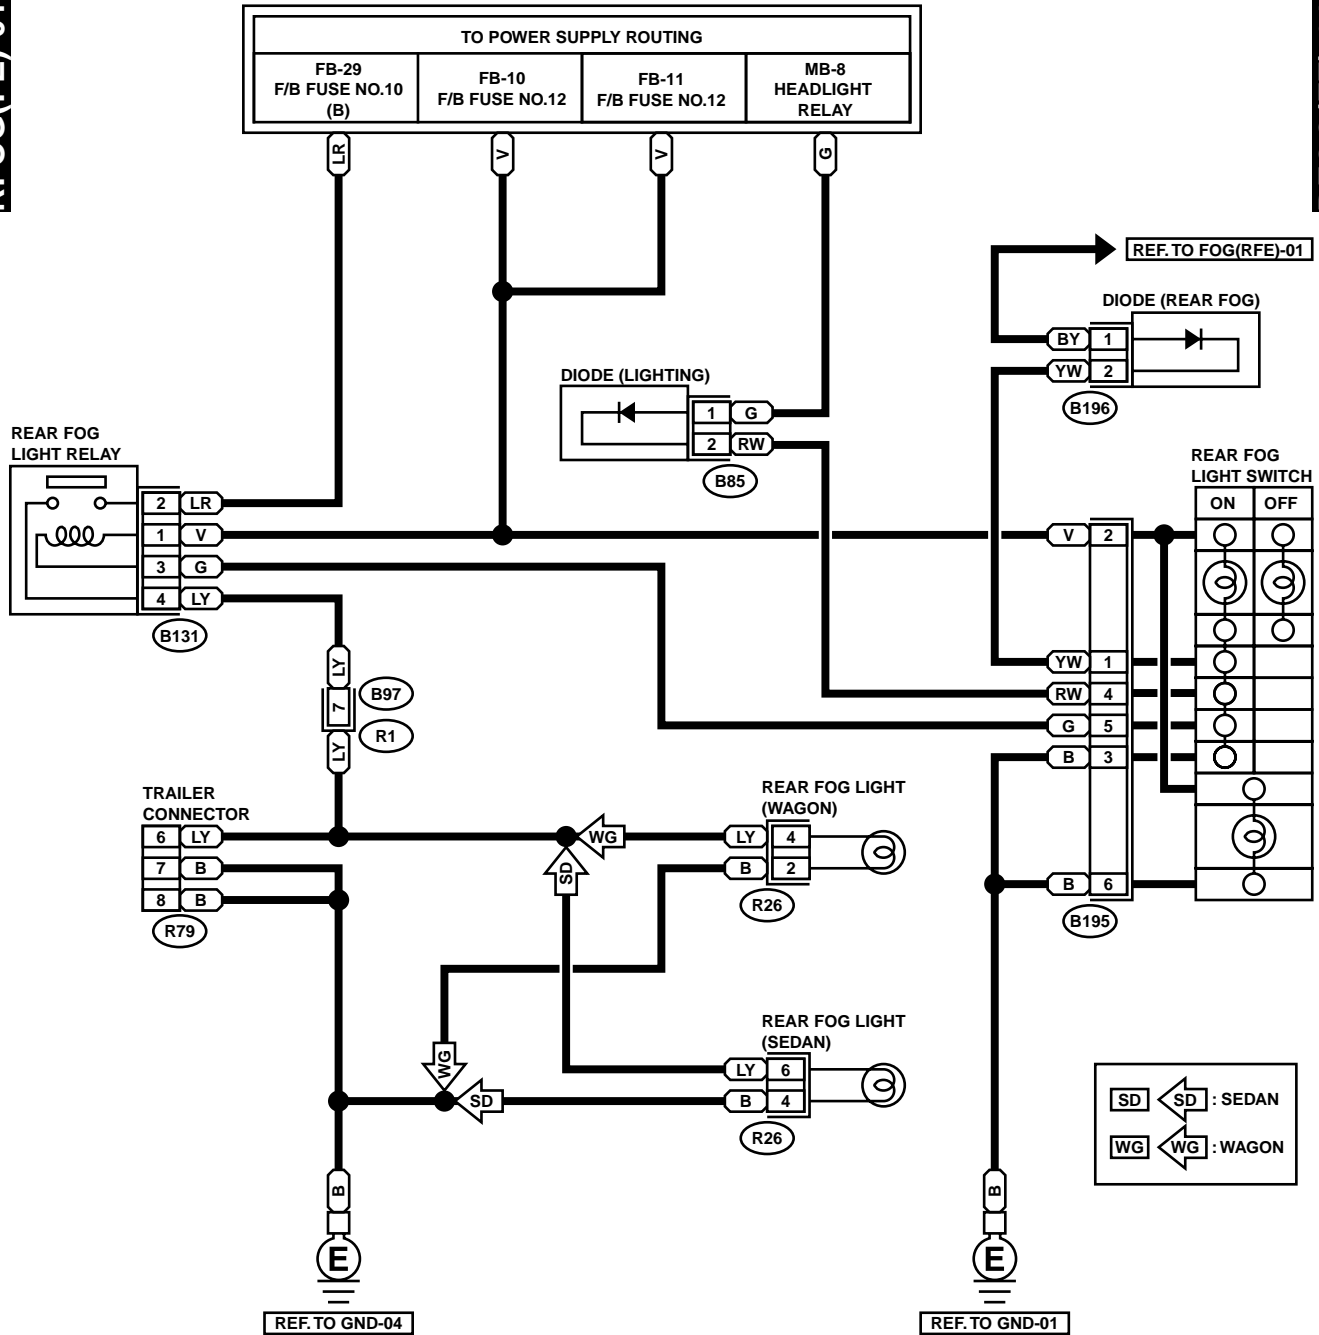 TO POWER SUPPLY ROUTING
FB-29
F/B FUSE NO.10
(B)
FB-10
F/B FUSE NO.12
FB-11
F/B FUSE NO.12
MB-8
HEADLIGHT
RELAY
LR
V
V
G
REF. TO FOG(RFE)-01
DIODE (REAR FOG)
BY 1
YW 2
B196
DIODE (LIGHTING)
1 G
2 RW
B85
REAR FOG
LIGHT RELAY
2 LR
1 V
3 G
4 LY
B131
REAR FOG
LIGHT SWITCH
ON OFF
V 2
YW 1
RW 4
G 5
B 3
B 6
B195
LY
7
B97
R1
LY
TRAILER
CONNECTOR
6 LY
7 B
8 B
R79
WG
SD
REAR FOG LIGHT
(WAGON)
LY 4
B 2
R26
WG
SD
REAR FOG LIGHT
(SEDAN)
LY 6
B 4
R26
SD SD : SEDAN
WG WG : WAGON
B
E
REF. TO GND-04
B
E
REF. TO GND-01